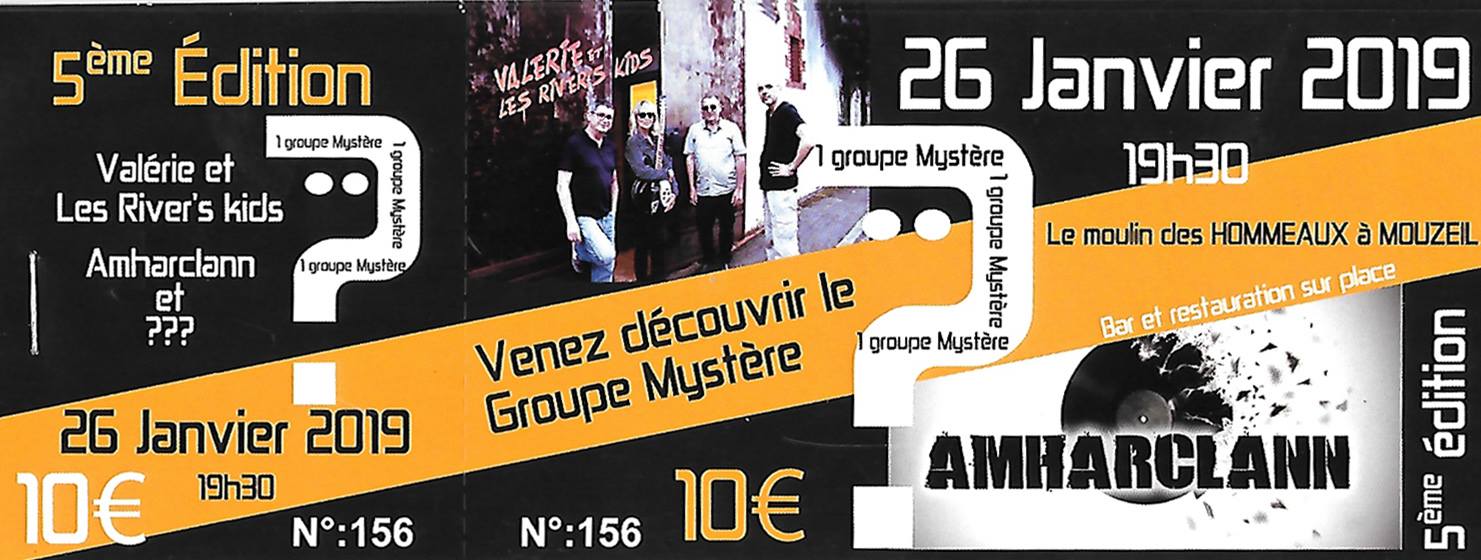 5ème Édition
1 groupe Mystère
1 groupe Mystère
1 groupe Mystère
Valérie et
Les River's kids
Amharclann
et
???
26 Janvier 2019
19h30
10€
N°:156
VALERIE ET
LES RIVER'S KIDS
26 Janvier 2019
19h30
1 groupe Mystère
1 groupe Mystère
1 groupe Mystère
Le moulin des HOMMEAUX à MOUZEIL
Bar et restauration sur place
Venez découvrir le
Groupe Mystère
AMHARCLANN
N°:156
10€
5ème édition